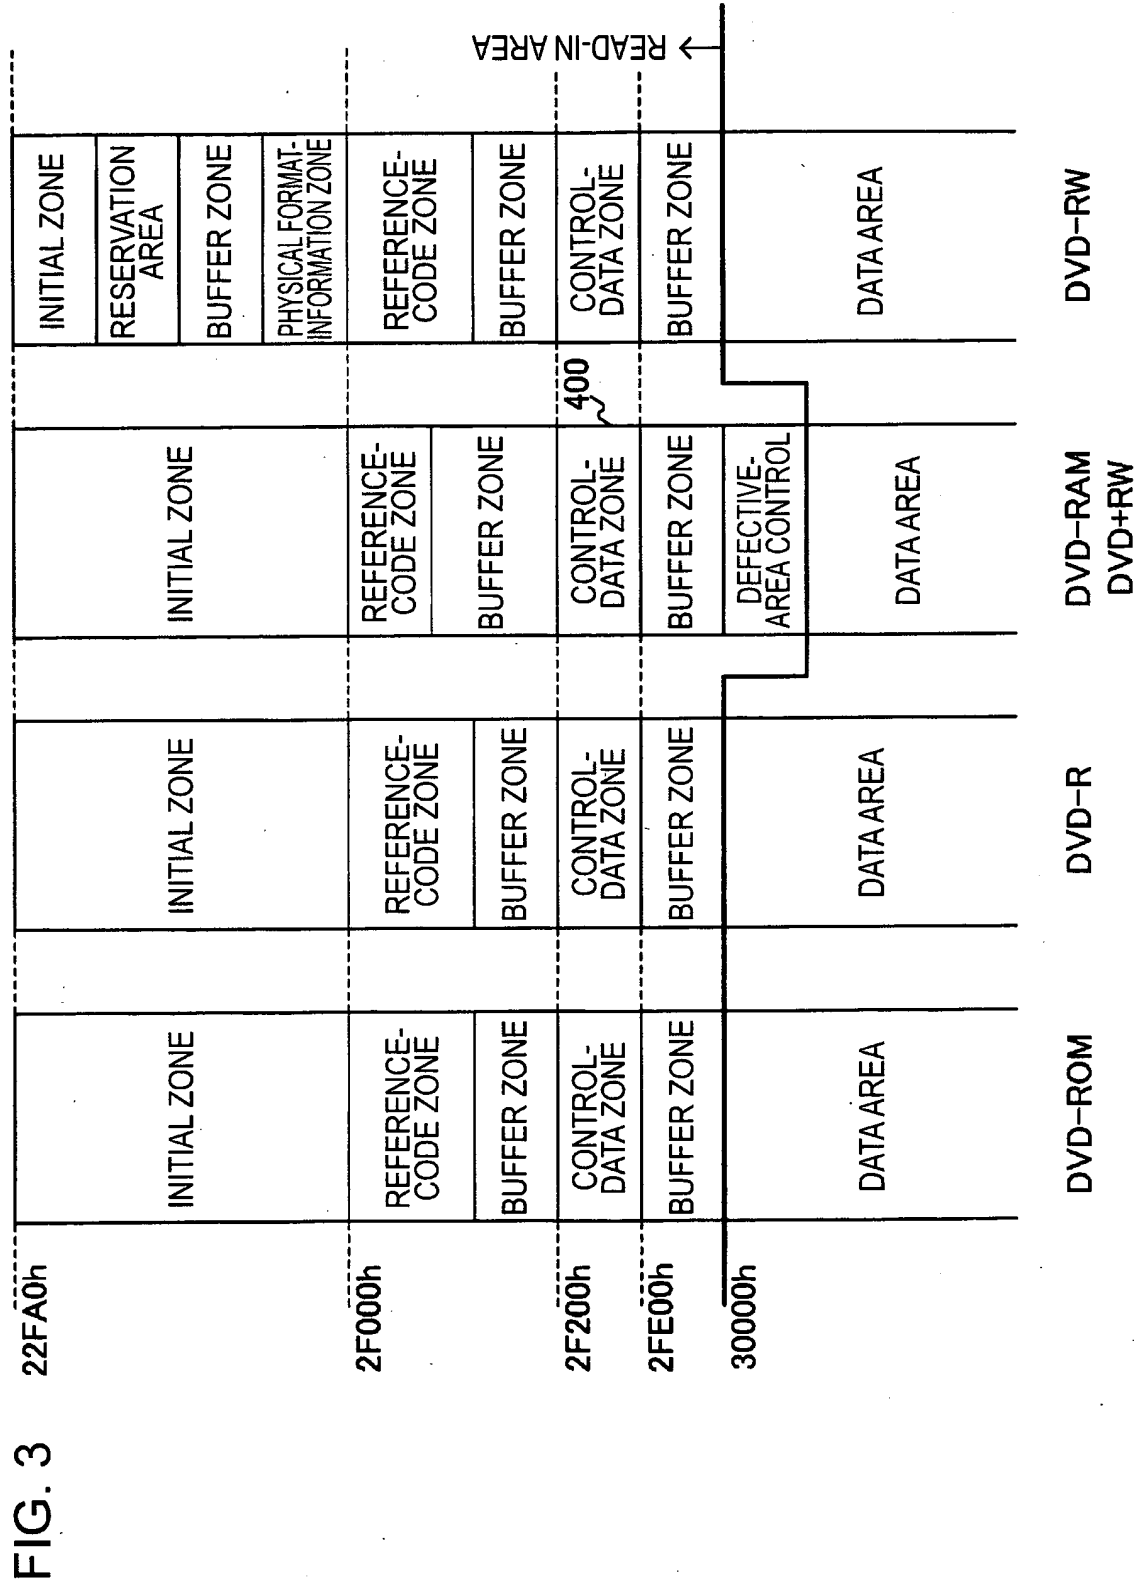 FIG. 3
22FA0h
2F000h
2F200h
2FE00h
30000h
INITIAL ZONE
REFERENCE-
CODE ZONE
BUFFER ZONE
CONTROL-
DATA ZONE
BUFFER ZONE
DATA AREA
DVD-ROM
INITIAL ZONE
REFERENCE-
CODE ZONE
BUFFER ZONE
CONTROL-
DATA ZONE
BUFFER ZONE
DATA AREA
DVD-R
INITIAL ZONE
REFERENCE-
CODE ZONE
BUFFER ZONE
CONTROL-
DATA ZONE
400
BUFFER ZONE
DEFECTIVE-
AREA CONTROL
DATA AREA
DVD-RAM
DVD+RW
INITIAL ZONE
RESERVATION
AREA
BUFFER ZONE
PHYSICAL FORMAT-
INFORMATION ZONE
REFERENCE-
CODE ZONE
BUFFER ZONE
CONTROL-
DATA ZONE
BUFFER ZONE
DATA AREA
DVD-RW
READ-IN AREA